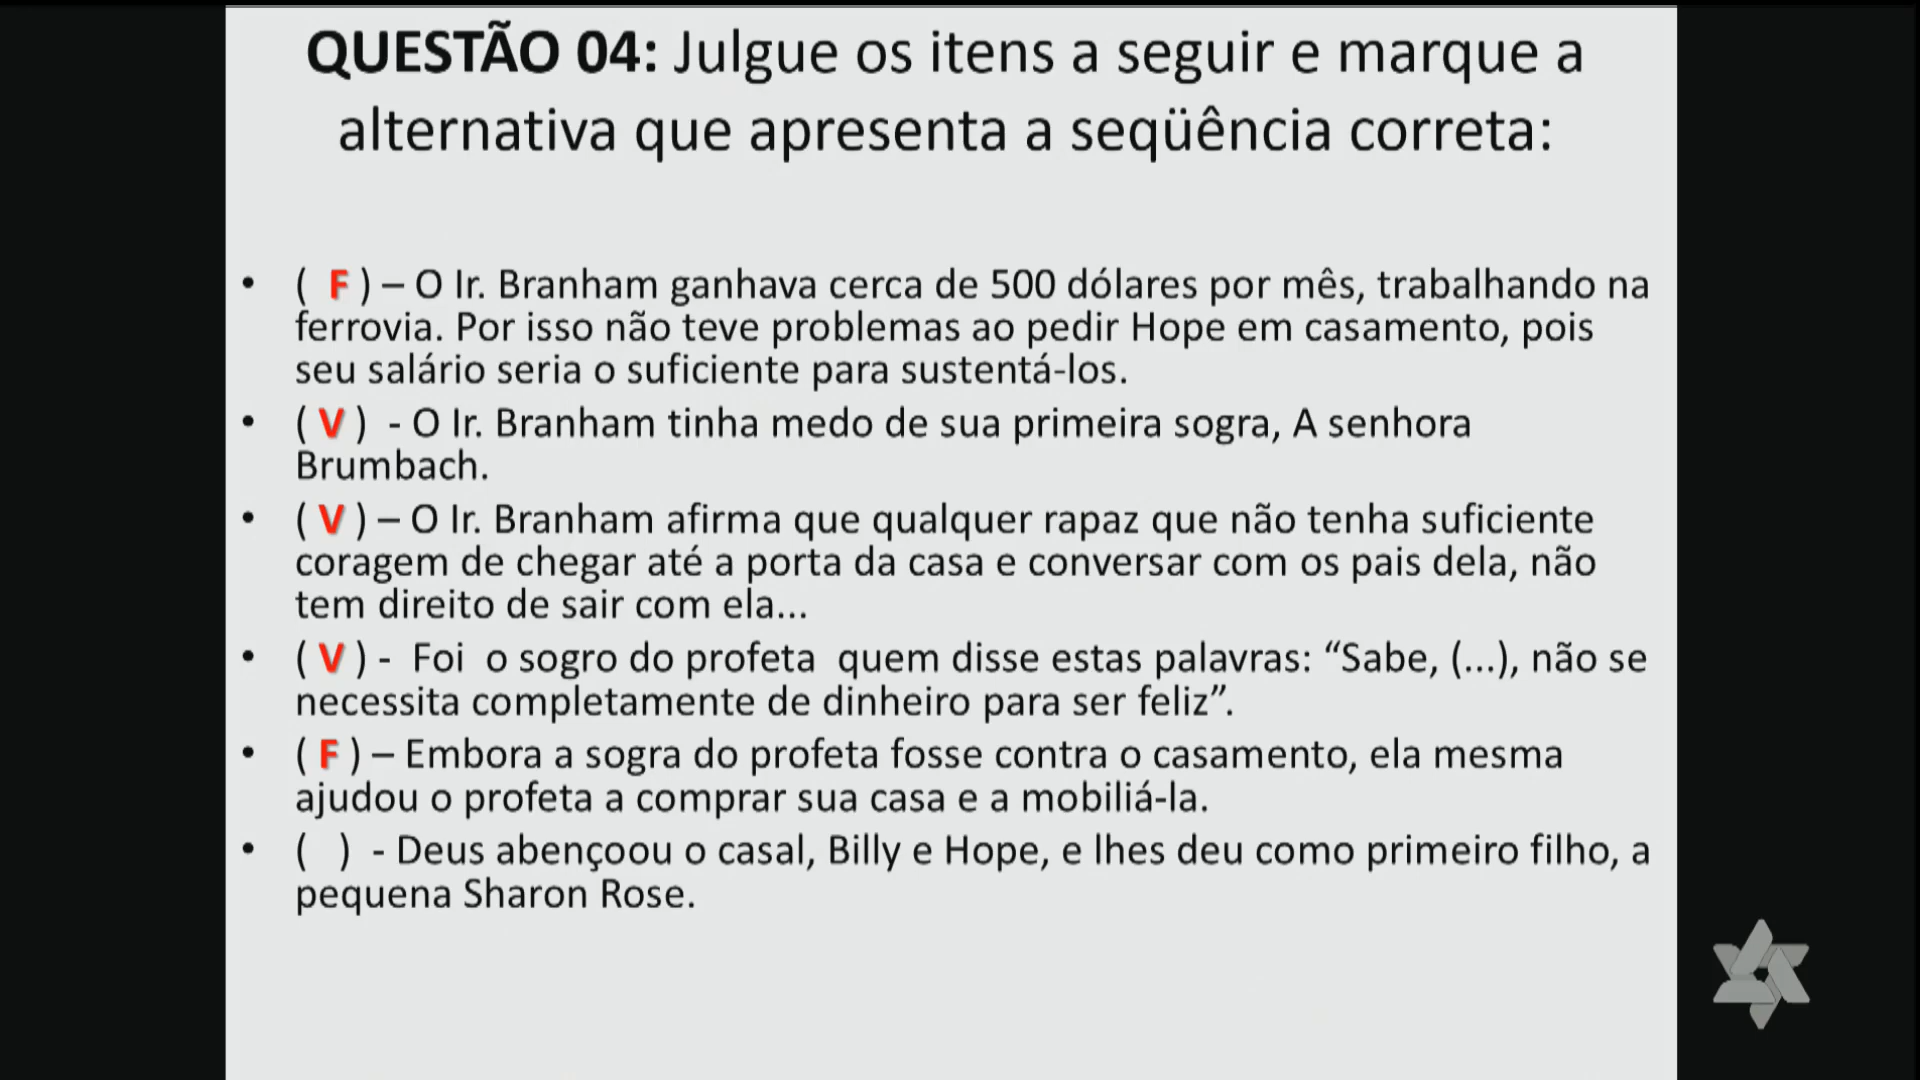 QUESTÃO 04: Julgue os itens a seguir e marque a
alternativa que apresenta a seqüência correta:
• ( F ) – O Ir. Branham ganhava cerca de 500 dólares por mês, trabalhando na
ferrovia. Por isso não teve problemas ao pedir Hope em casamento, pois
seu salário seria o suficiente para sustentá-los.
• ( V ) - O Ir. Branham tinha medo de sua primeira sogra, A senhora
Brumbach.
• ( V ) – O Ir. Branham afirma que qualquer rapaz que não tenha suficiente
coragem de chegar até a porta da casa e conversar com os pais dela, não
tem direito de sair com ela...
• ( V ) - Foi o sogro do profeta quem disse estas palavras: “Sabe, (...), não se
necessita completamente de dinheiro para ser feliz”.
• ( F ) – Embora a sogra do profeta fosse contra o casamento, ela mesma
ajudou o profeta a comprar sua casa e a mobiliá-la.
• ( ) - Deus abençoou o casal, Billy e Hope, e lhes deu como primeiro filho, a
pequena Sharon Rose.